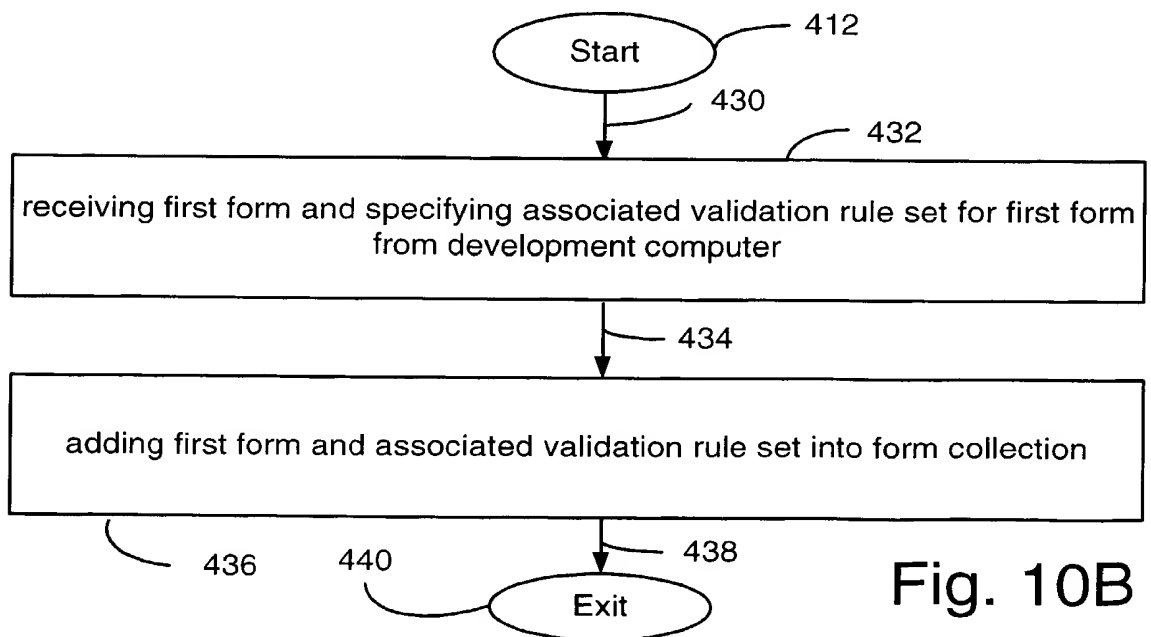 Start
412
430
432
receiving first form and specifying associated validation rule set for first form
from development computer
434
adding first form and associated validation rule set into form collection
436
440
438
Exit
Fig. 10B